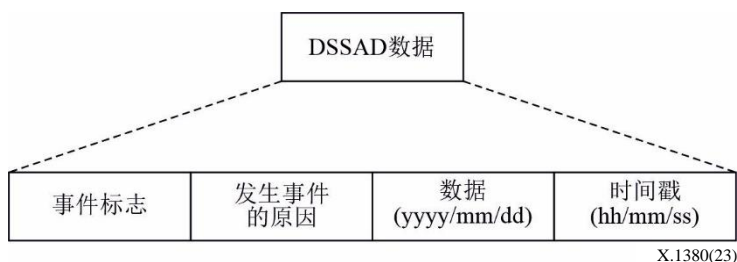 DSSAD数据
事件标志
发生事件
的原因
数据
(yyyy/mm/dd)
时间戳
(hh/mm/ss)
X.1380(23)